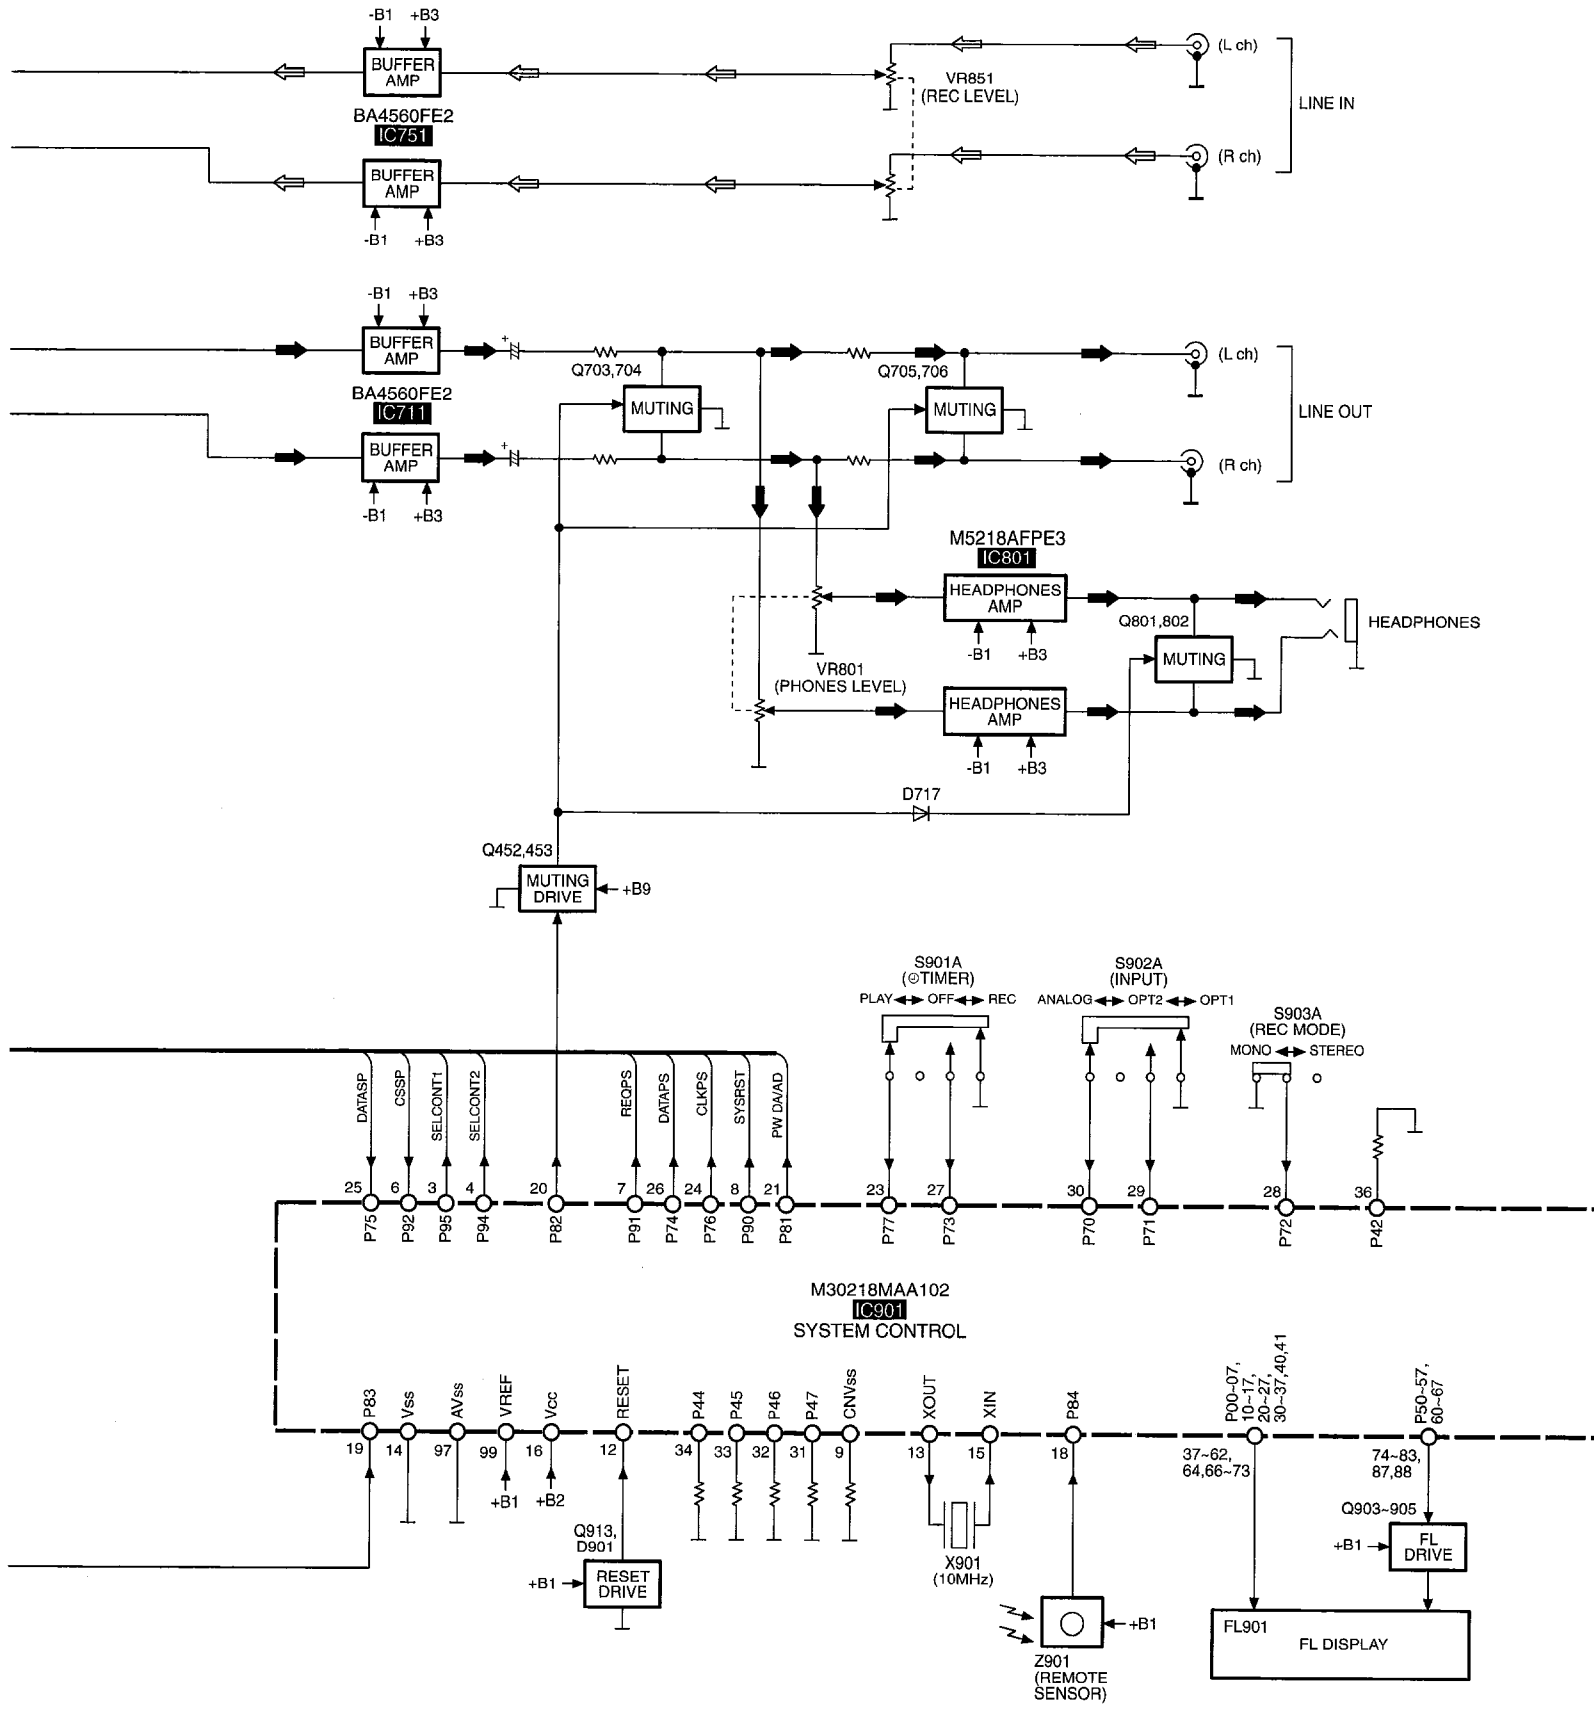 -B1 +B3
BUFFER
AMP
BA4560FE2
IC751
BUFFER
AMP
-B1 +B3
VR851
(REC LEVEL)
(L ch)
LINE IN
(R ch)
-B1 +B3
BUFFER
AMP
BA4560FE2
IC711
BUFFER
AMP
-B1 +B3
+
+
Q703,704
MUTING
Q705,706
MUTING
(L ch)
LINE OUT
(R ch)
M5218AFPE3
IC801
HEADPHONES
AMP
-B1 +B3
Q801,802
MUTING
HEADPHONES
VR801
(PHONES LEVEL)
HEADPHONES
AMP
-B1 +B3
D717
Q452,453
MUTING
DRIVE
+B9
S901A
(⏲TIMER)
PLAY OFF REC
S902A
(INPUT)
ANALOG OPT2 OPT1
S903A
(REC MODE)
MONO STEREO
DATASP
CSSP
SELCONT1
SELCONT2
REQPS
DATAPS
CLKPS
SYSRST
PW DA/AD
25 6 3 4 20 7 26 24 8 21 23 27 30 29 28 36
P75 P92 P95 P94 P82 P91 P74 P76 P90 P81 P77 P73 P70 P71 P72 P42
M30218MAA102
IC901
SYSTEM CONTROL
P83 Vss AVss VREF Vcc RESET P44 P45 P46 P47 CNVss XOUT XIN P84
P00~07,
10~17,
20~27,
30~37,40,41
P50~57,
60~67
19 14 97 99 16 12 34 33 32 31 9 13 15 18
37~62,
64,66~73
74~83,
87,88
+B1
+B2
Q913,
D901
+B1
RESET
DRIVE
X901
(10MHz)
+B1
Z901
(REMOTE
SENSOR)
Q903~905
+B1
FL
DRIVE
FL901
FL DISPLAY